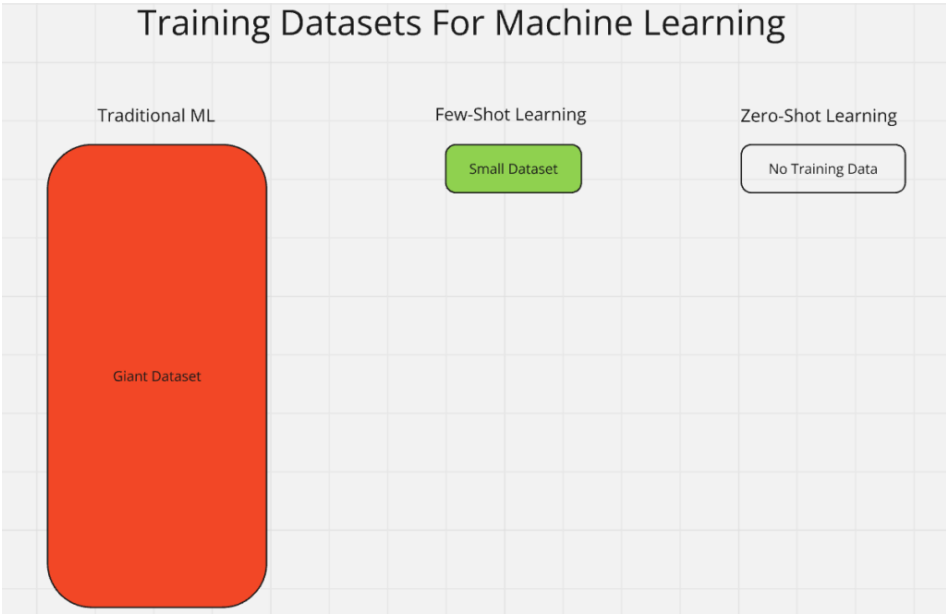 Training Datasets For Machine Learning
Traditional ML
Few-Shot Learning
Zero-Shot Learning
Small Dataset
No Training Data
Giant Dataset